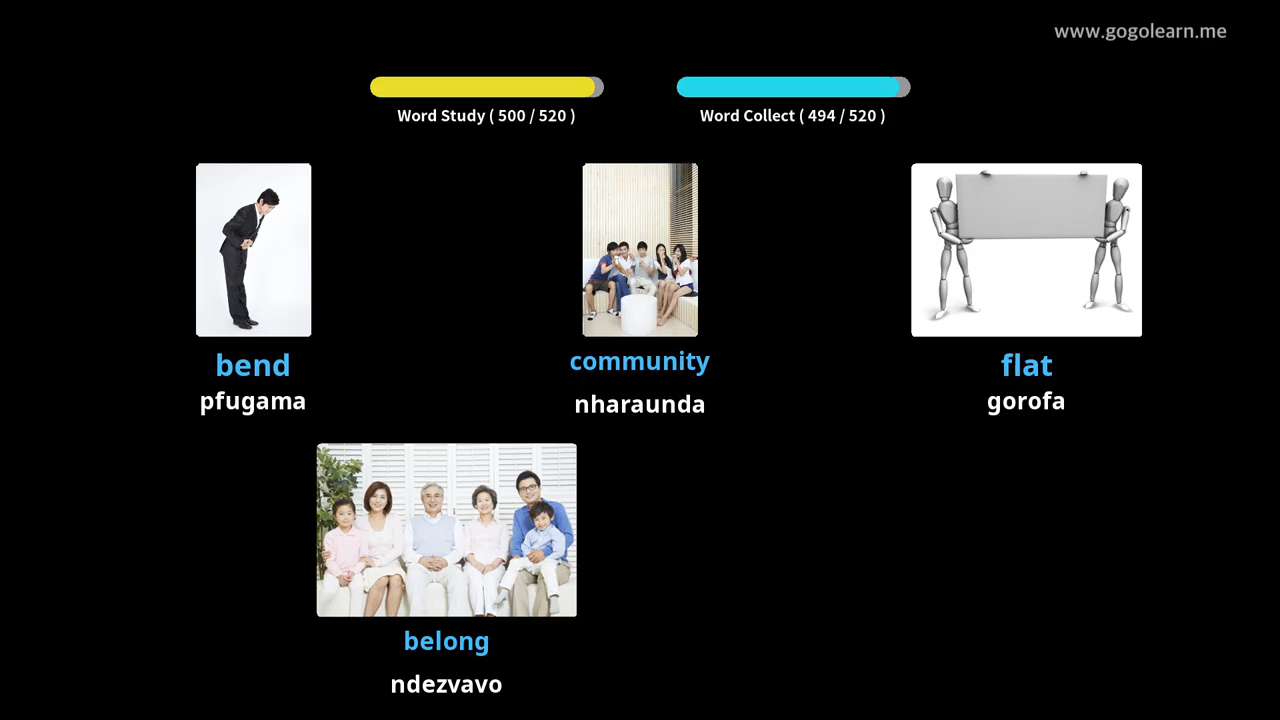 www.gogolearn.me
Word Study ( 500 / 520 )
Word Collect ( 494 / 520 )
bend
pfugama
community
nharaunda
flat
gorofa
belong
ndezvavo